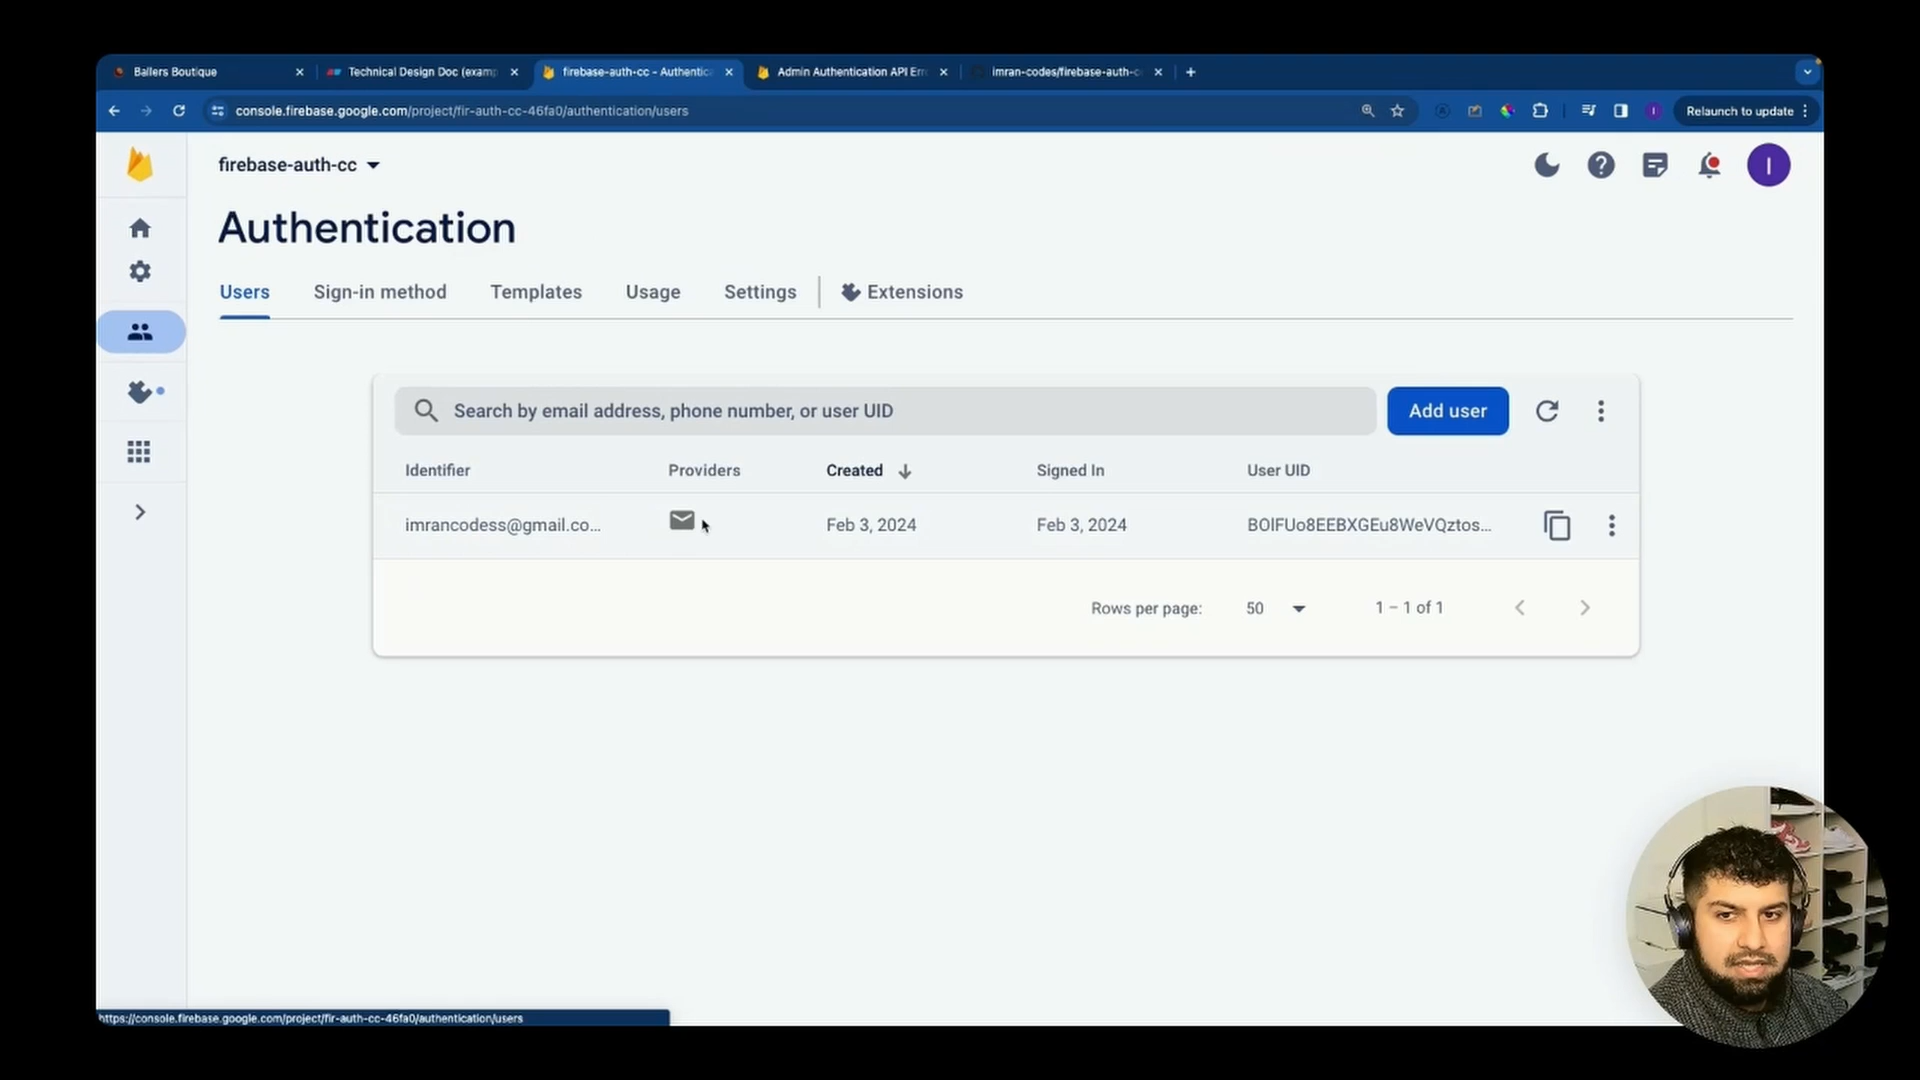 Ballers Boutique
Technical Design Doc (examp
firebase-auth-cc - Authentic
Admin Authentication API Err
imran-codes/firebase-auth-c
console.firebase.google.com/project/fir-auth-cc-46fa0/authentication/users
Relaunch to update
firebase-auth-cc
I
Authentication
Users
Sign-in method
Templates
Usage
Settings
Extensions
Search by email address, phone number, or user UID
Add user
Identifier
Providers
Created
Signed In
User UID
imrancodess@gmail.co...
Feb 3, 2024
Feb 3, 2024
BOlFUo8EEBXGEu8WeVQztos...
Rows per page:
50
1 – 1 of 1
https://console.firebase.google.com/project/fir-auth-cc-46fa0/authentication/users